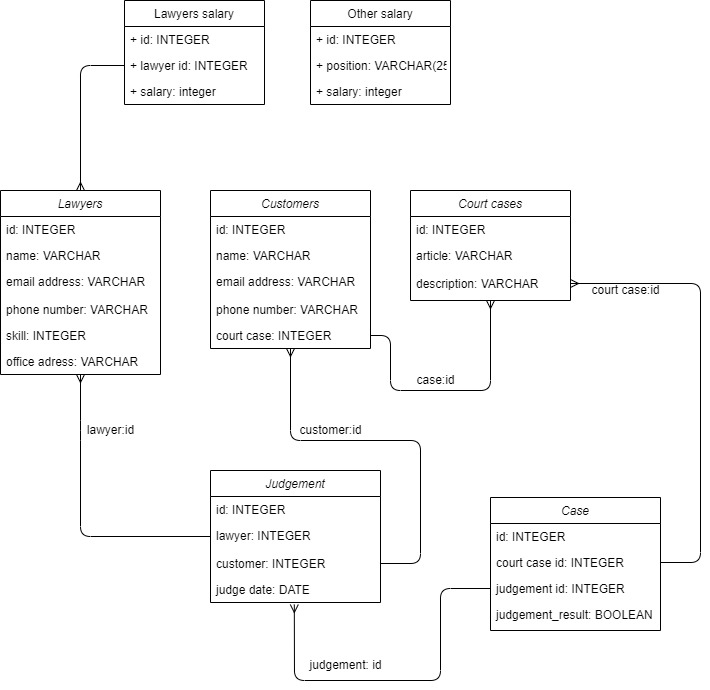 Lawyers salary
+ id: INTEGER
+ lawyer id: INTEGER
+ salary: integer
Other salary
+ id: INTEGER
+ position: VARCHAR(25
+ salary: integer
Lawyers
id: INTEGER
name: VARCHAR
email address: VARCHAR
phone number: VARCHAR
skill: INTEGER
office adress: VARCHAR
Customers
id: INTEGER
name: VARCHAR
email address: VARCHAR
phone number: VARCHAR
court case: INTEGER
Court cases
id: INTEGER
article: VARCHAR
description: VARCHAR
court case:id
case:id
lawyer:id
customer:id
Judgement
id: INTEGER
lawyer: INTEGER
customer: INTEGER
judge date: DATE
Case
id: INTEGER
court case id: INTEGER
judgement id: INTEGER
judgement_result: BOOLEAN
judgement: id